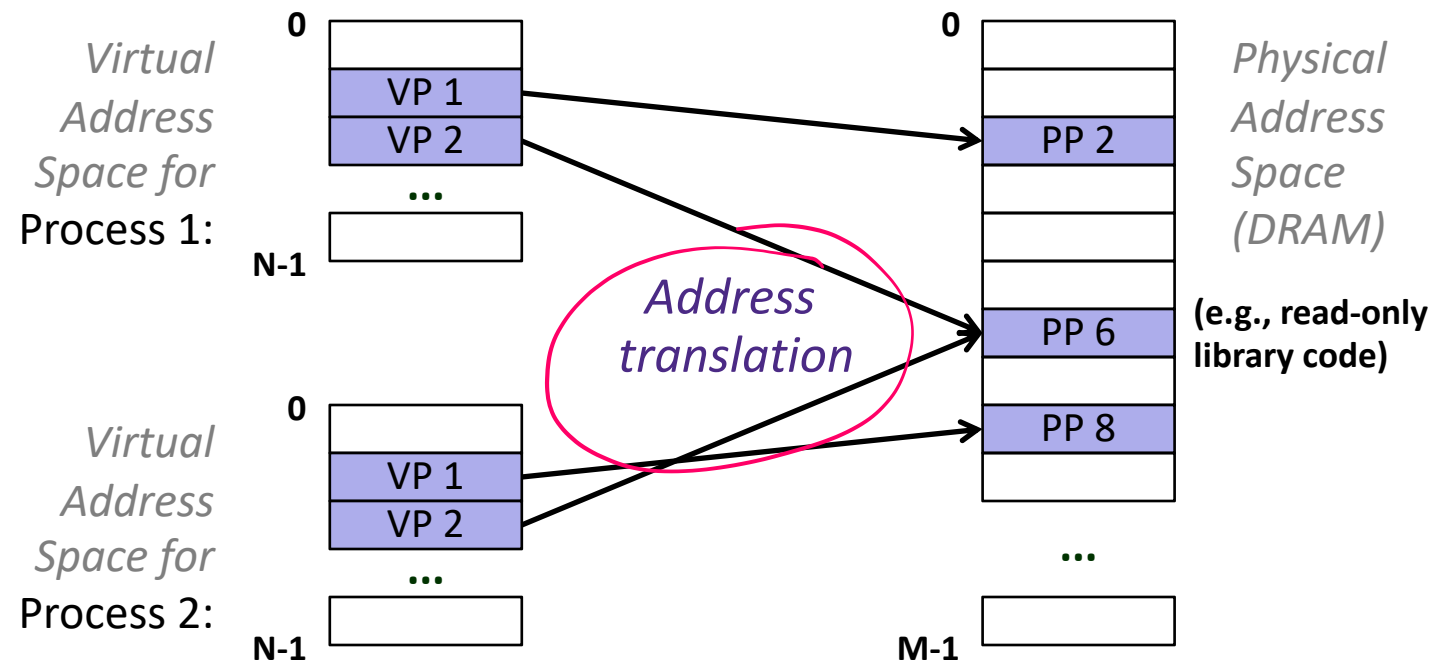 0
Virtual
Address
Space for
Process 1:
VP 1
VP 2
...
N-1
0
Virtual
Address
Space for
Process 2:
VP 1
VP 2
...
N-1
Address
translation
0
PP 2
PP 6
PP 8
...
M-1
Physical
Address
Space
(DRAM)
(e.g., read-only
library code)